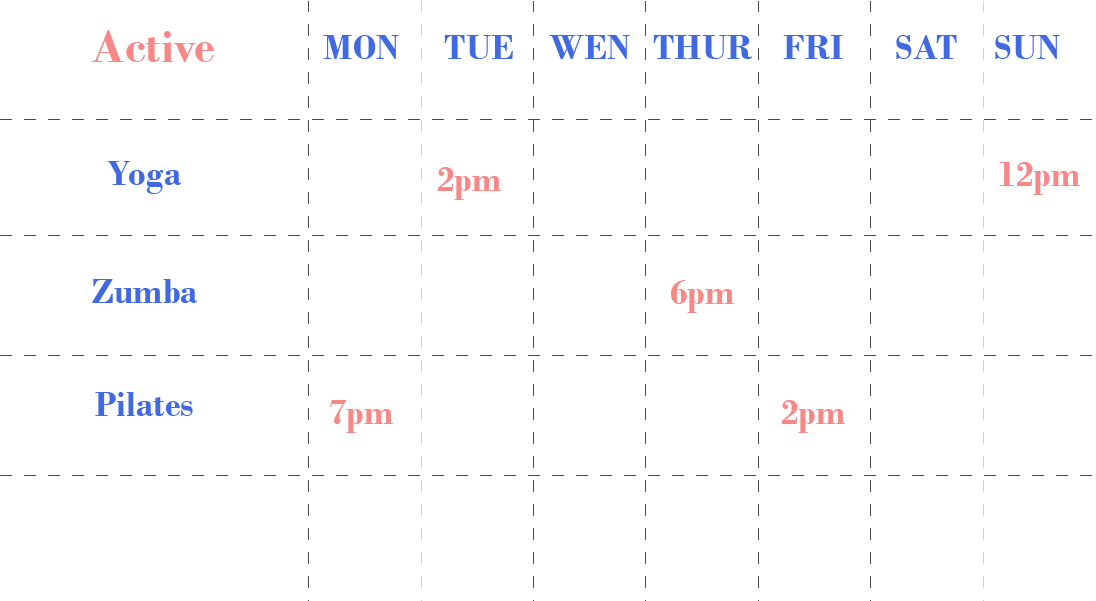 Active MON TUE WEN THUR FRI SAT SUN
Yoga 2pm 12pm
Zumba 6pm
Pilates 7pm 2pm